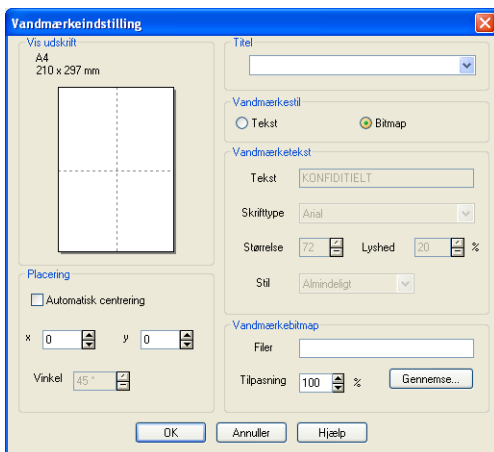 Vandmærkeindstilling
Vis udskrift
A4
210 x 297 mm
Titel
Vandmærkestil
Tekst
Bitmap
Vandmærketekst
Tekst KONFIDITIELT
Skrifttype Arial
Størrelse 72 Lyshed 20 %
Stil Almindeligt
Placering
Automatisk centrering
x 0 y 0
Vinkel 45 °
Vandmærkebitmap
Filer
Tilpasning 100 % Gennemse...
OK Annuller Hjælp